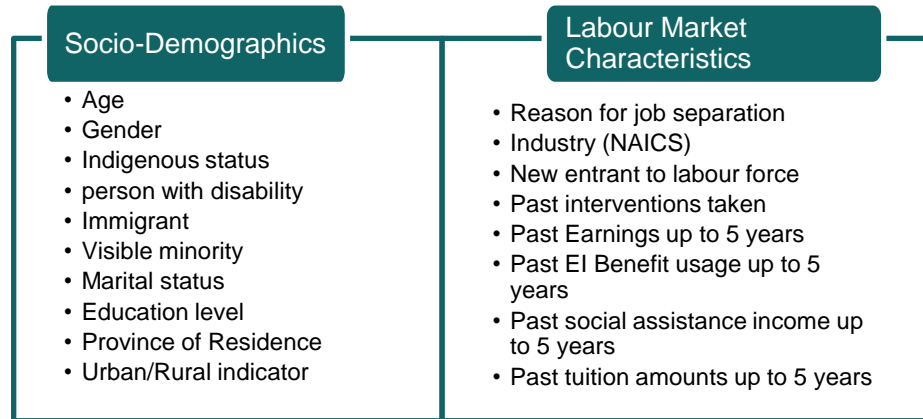 Socio-Demographics
• Age
• Gender
• Indigenous status
• person with disability
• Immigrant
• Visible minority
• Marital status
• Education level
• Province of Residence
• Urban/Rural indicator
Labour Market
Characteristics
• Reason for job separation
• Industry (NAICS)
• New entrant to labour force
• Past interventions taken
• Past Earnings up to 5 years
• Past EI Benefit usage up to 5
years
• Past social assistance income up
to 5 years
• Past tuition amounts up to 5 years